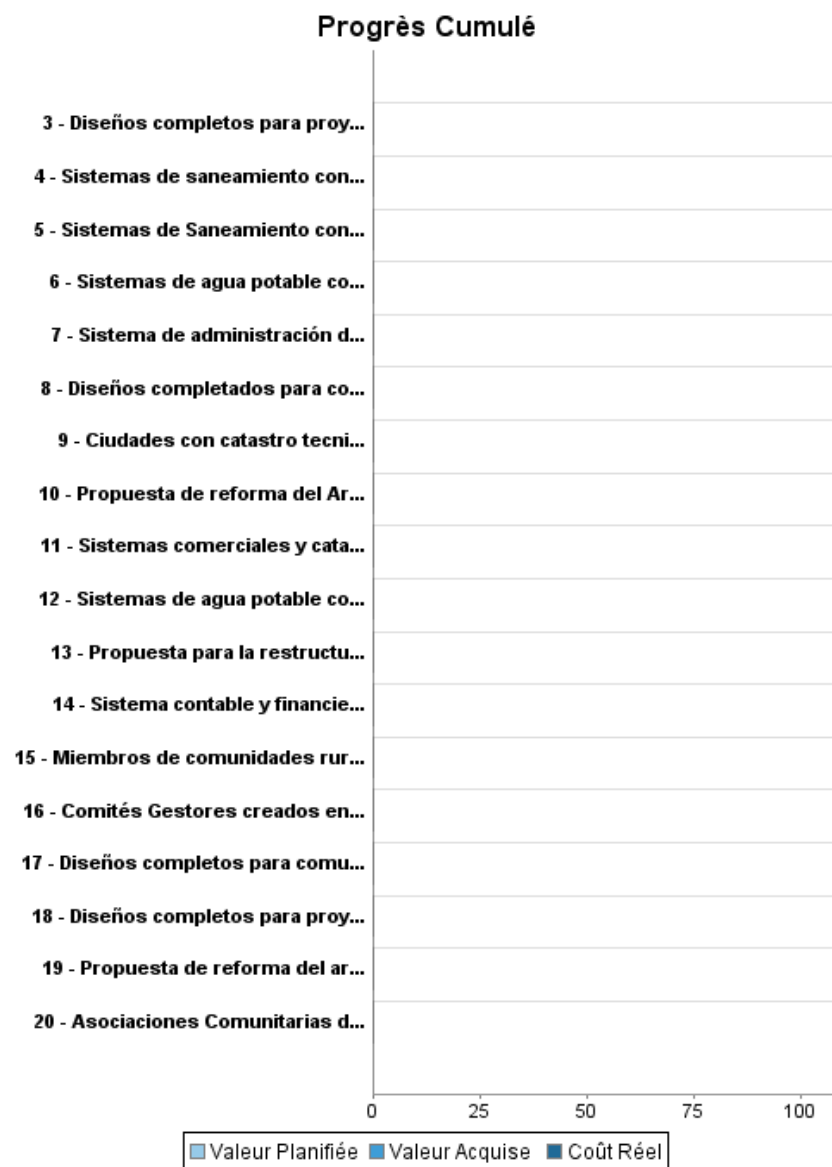 Progrès Cumulé
3 - Diseños completos para proy...
4 - Sistemas de saneamiento con...
5 - Sistemas de Saneamiento con...
6 - Sistemas de agua potable co...
7 - Sistema de administración d...
8 - Diseños completados para co...
9 - Ciudades con catastro tecni...
10 - Propuesta de reforma del Ar...
11 - Sistemas comerciales y cata...
12 - Sistemas de agua potable co...
13 - Propuesta para la restructu...
14 - Sistema contable y financie...
15 - Miembros de comunidades rur...
16 - Comités Gestores creados en...
17 - Diseños completos para comu...
18 - Diseños completos para proy...
19 - Propuesta de reforma del ar...
20 - Asociaciones Comunitarias d...
0 25 50 75 100
Valeur Planifiée Valeur Acquise Coût Réel